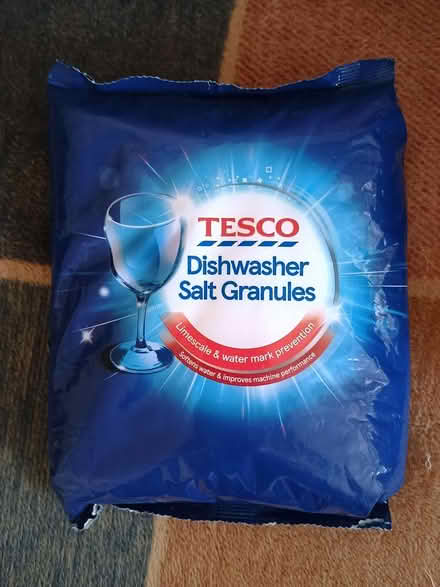 TESCO
Dishwasher
Salt Granules
Limescale & water mark prevention
Softens water & improves machine performance